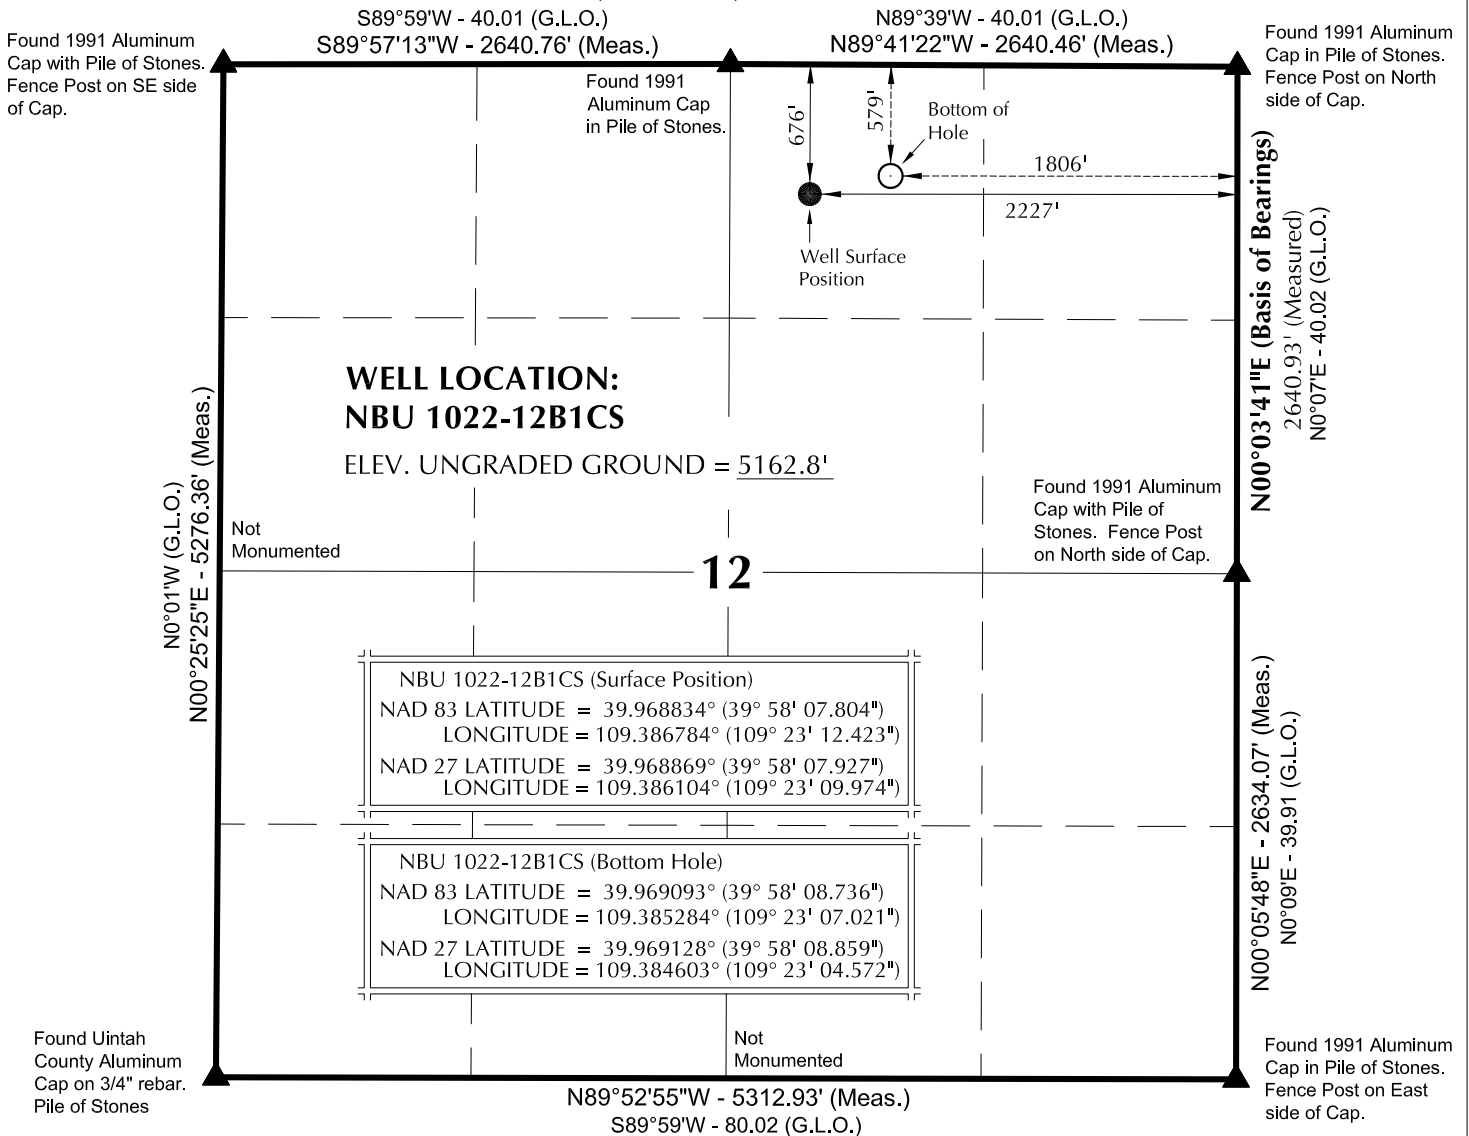 S89°59'W - 40.01 (G.L.O.)
S89°57'13"W - 2640.76' (Meas.)
N89°39'W - 40.01 (G.L.O.)
N89°41'22"W - 2640.46' (Meas.)
Found 1991 Aluminum
Cap with Pile of Stones.
Fence Post on SE side
of Cap.
Found 1991
Aluminum Cap
in Pile of Stones.
Found 1991 Aluminum
Cap in Pile of Stones.
Fence Post on North
side of Cap.
676'
579'
Bottom of
Hole
1806'
2227'
Well Surface
Position
N00°03'41"E (Basis of Bearings)
2640.93' (Measured)
N0°07'E - 40.02 (G.L.O.)
WELL LOCATION:
NBU 1022-12B1CS
ELEV. UNGRADED GROUND = 5162.8'
N0°01'W (G.L.O.)
N00°25'25"E - 5276.36' (Meas.)
Not
Monumented
Found 1991 Aluminum
Cap with Pile of
Stones. Fence Post
on North side of Cap.
12
NBU 1022-12B1CS (Surface Position)
NAD 83 LATITUDE = 39.968834° (39° 58' 07.804")
LONGITUDE = 109.386784° (109° 23' 12.423")
NAD 27 LATITUDE = 39.968869° (39° 58' 07.927")
LONGITUDE = 109.386104° (109° 23' 09.974")
NBU 1022-12B1CS (Bottom Hole)
NAD 83 LATITUDE = 39.969093° (39° 58' 08.736")
LONGITUDE = 109.385284° (109° 23' 07.021")
NAD 27 LATITUDE = 39.969128° (39° 58' 08.859")
LONGITUDE = 109.384603° (109° 23' 04.572")
N00°05'48"E - 2634.07' (Meas.)
N0°09'E - 39.91 (G.L.O.)
Found Uintah
County Aluminum
Cap on 3/4" rebar.
Pile of Stones
Not
Monumented
Found 1991 Aluminum
Cap in Pile of Stones.
Fence Post on East
side of Cap.
N89°52'55"W - 5312.93' (Meas.)
S89°59'W - 80.02 (G.L.O.)